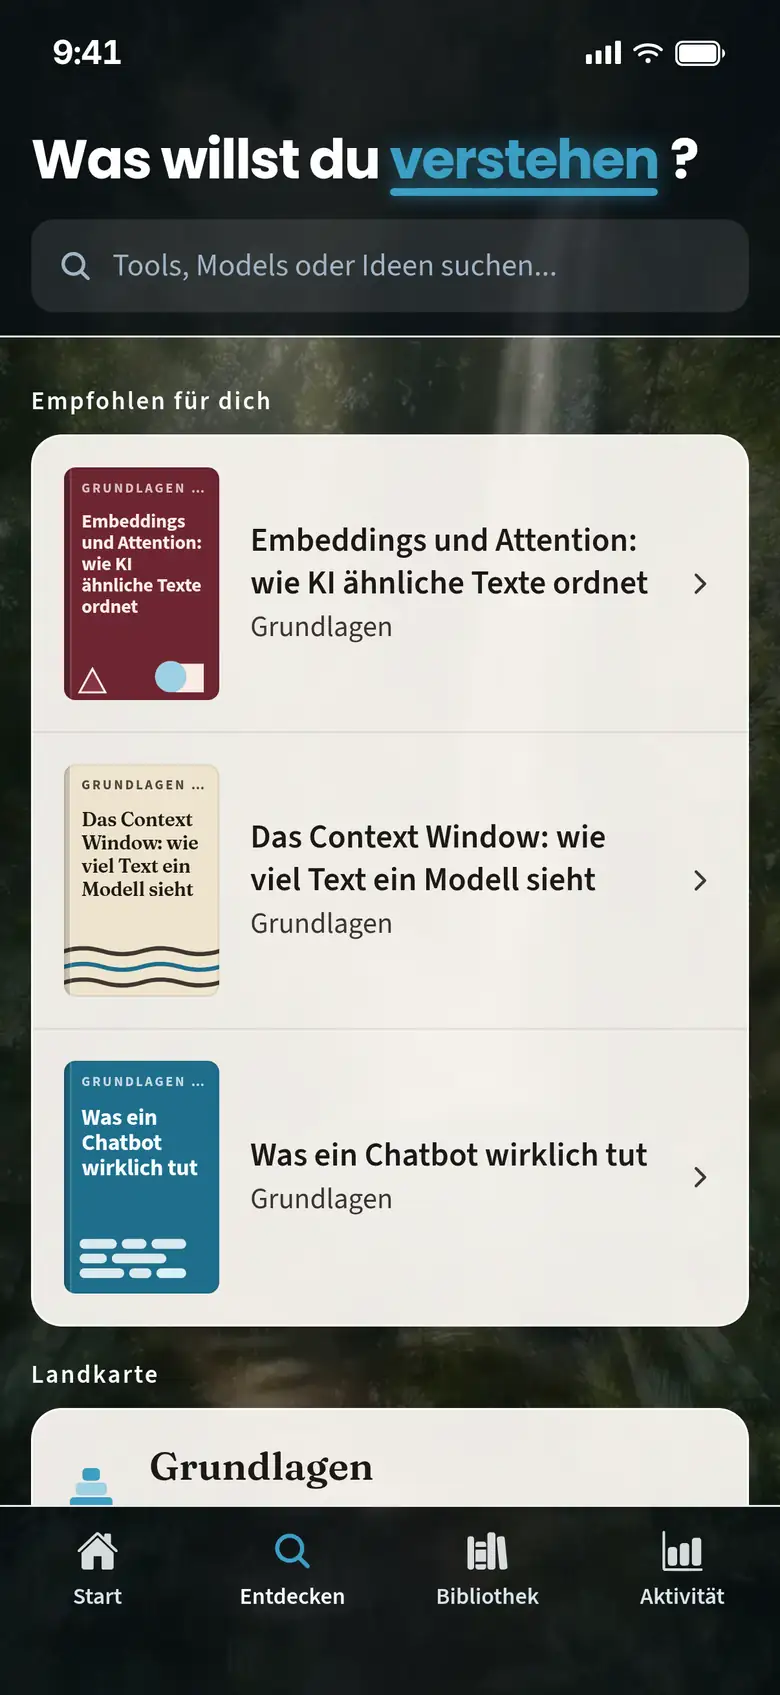 9:41
Was willst du verstehen ?
Tools, Models oder Ideen suchen...
Empfohlen für dich
GRUNDLAGEN ...
Embeddings
und Attention:
wie KI
ähnliche Texte
ordnet
Embeddings und Attention:
wie KI ähnliche Texte ordnet
Grundlagen
GRUNDLAGEN ...
Das Context
Window: wie
viel Text ein
Modell sieht
Das Context Window: wie
viel Text ein Modell sieht
Grundlagen
GRUNDLAGEN ...
Was ein
Chatbot
wirklich tut
Was ein Chatbot wirklich tut
Grundlagen
Landkarte
Grundlagen
Start
Entdecken
Bibliothek
Aktivität